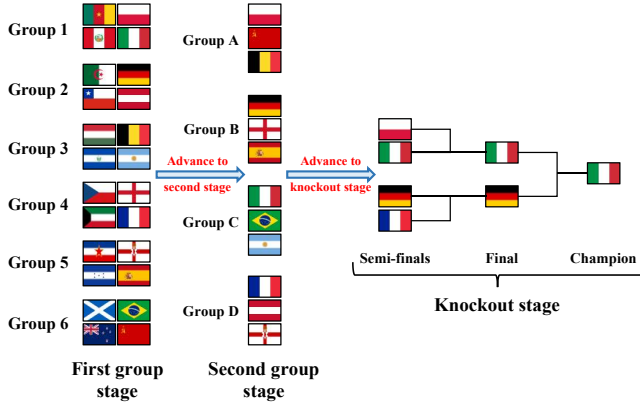 Group 1
Group 2
Group 3
Group 4
Group 5
Group 6
First group
stage
Advance to
second stage
Group A
Group B
Group C
Group D
Second group
stage
Advance to
knockout stage
Semi-finals Final Champion
Knockout stage